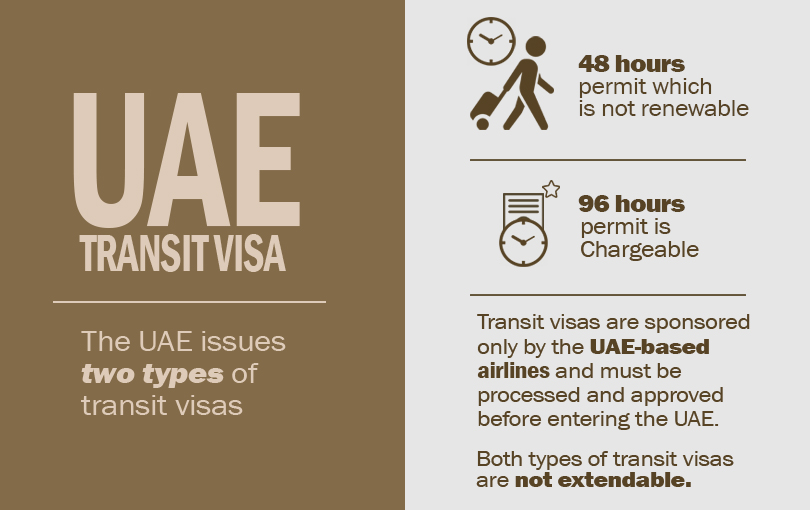 UAE
TRANSIT VISA
The UAE issues
two types of
transit visas
48 hours
permit which
is not renewable
96 hours
permit is
Chargeable
Transit visas are sponsored
only by the UAE-based
airlines and must be
processed and approved
before entering the UAE.
Both types of transit visas
are not extendable.